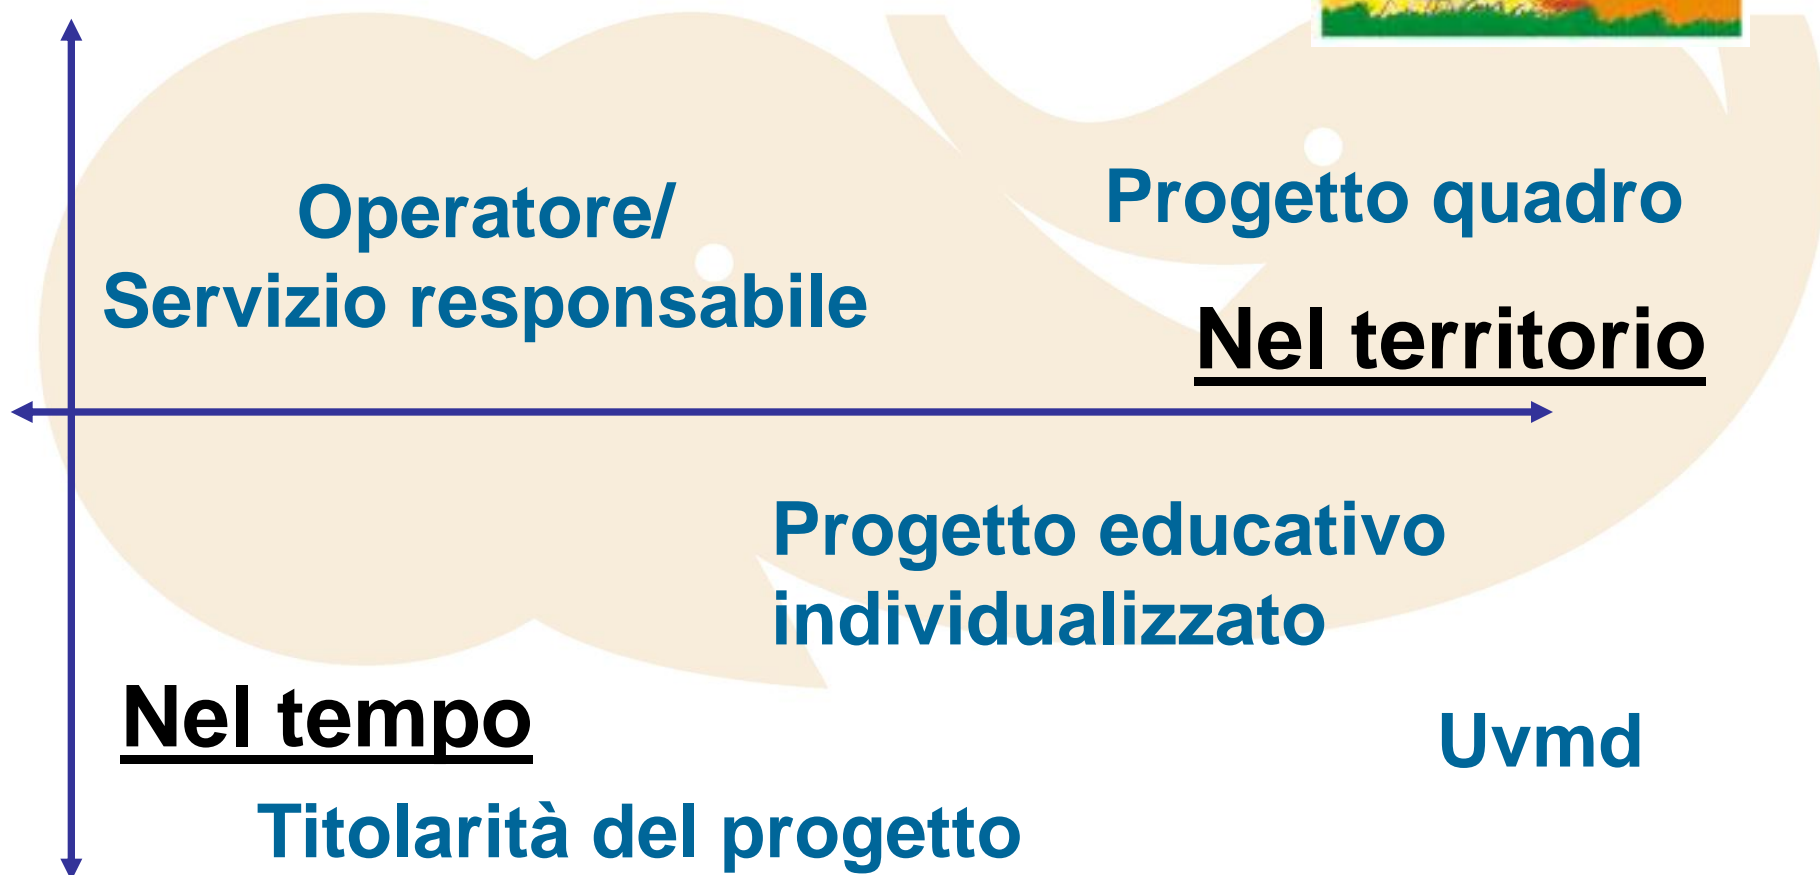 Operatore/
Servizio responsabile
Progetto quadro
Nel territorio
Progetto educativo
individualizzato
Nel tempo
Uvmd
Titolarità del progetto